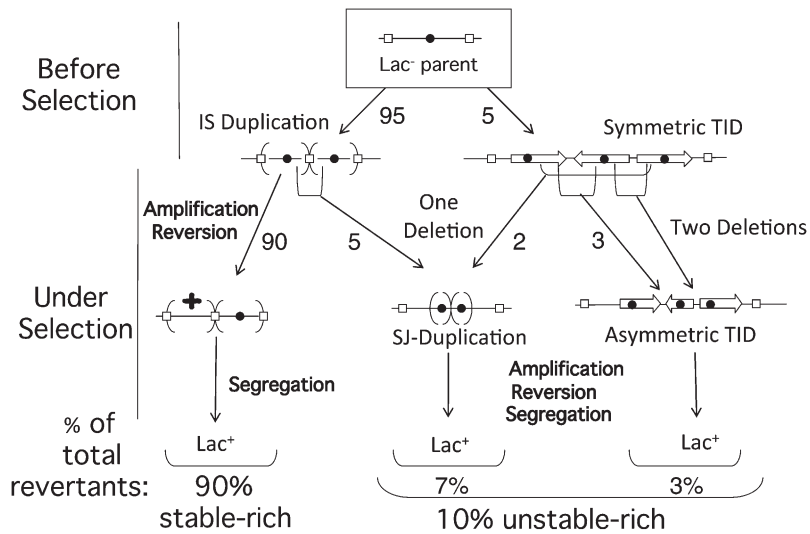 Before
Selection
Lac- parent
IS Duplication
95
5
Symmetric TID
Amplification
Reversion
90
5
One
Deletion
2
3
Two Deletions
Under
Selection
+
SJ-Duplication
Asymmetric TID
Segregation
Amplification
Reversion
Segregation
% of
total
revertants:
Lac+
Lac+
Lac+
90%
7%
3%
stable-rich
10% unstable-rich